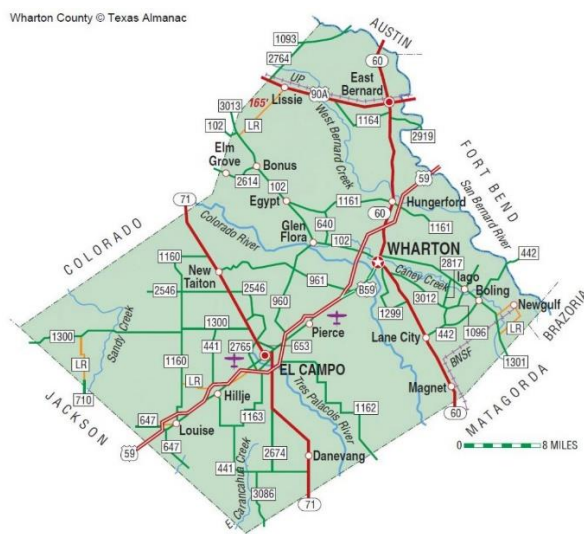 Wharton County © Texas Almanac
AUSTIN
1093
2764
60
UP
East
Bernard
165'
Lissie
90A
3013
LR
1164
102
West Bernard Creek
2919
Elm
Grove
Bonus
2614
102
FORT BEND
59
71
Egypt
1161
Hungerford
San Bernard River
Colorado River
640
60
1161
Glen
Flora
102
WHARTON
COLORADO
1160
2817
442
New
Taiton
961
Caney Creek
Iago
Boling
2546
2546
B59
3012
Newgulf
960
1299
LR
BRAZORIA
Sandy Creek
1300
1300
Pierce
Lane City
442
1096
1301
441
2765
653
LR
1160
EL CAMPO
BNSF
710
LR
Tres Palacois River
Magnet
MATAGORDA
JACKSON
Hillje
60
647
1163
1162
Louise
0
8 MILES
59
647
2674
Danevang
441
Carancahua Creek
3086
71
E.